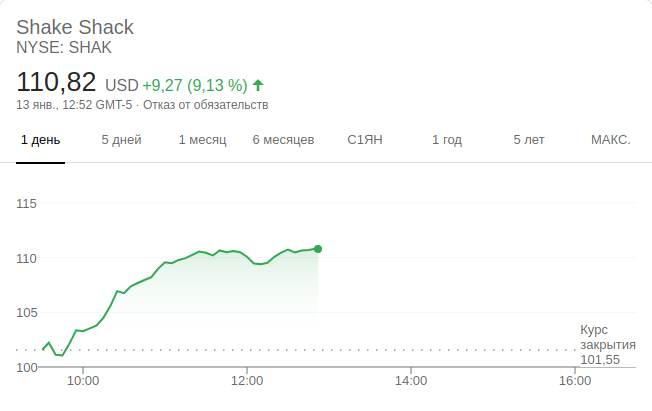 Shake Shack
NYSE: SHAK
110,82 USD +9,27 (9,13 %)
13 янв., 12:52 GMT-5 · Отказ от обязательств
1 день 5 дней 1 месяц 6 месяцев С1ЯН 1 год 5 лет МАКС.
115
110
105
100
Курс
закрытия
101,55
10:00 12:00 14:00 16:00